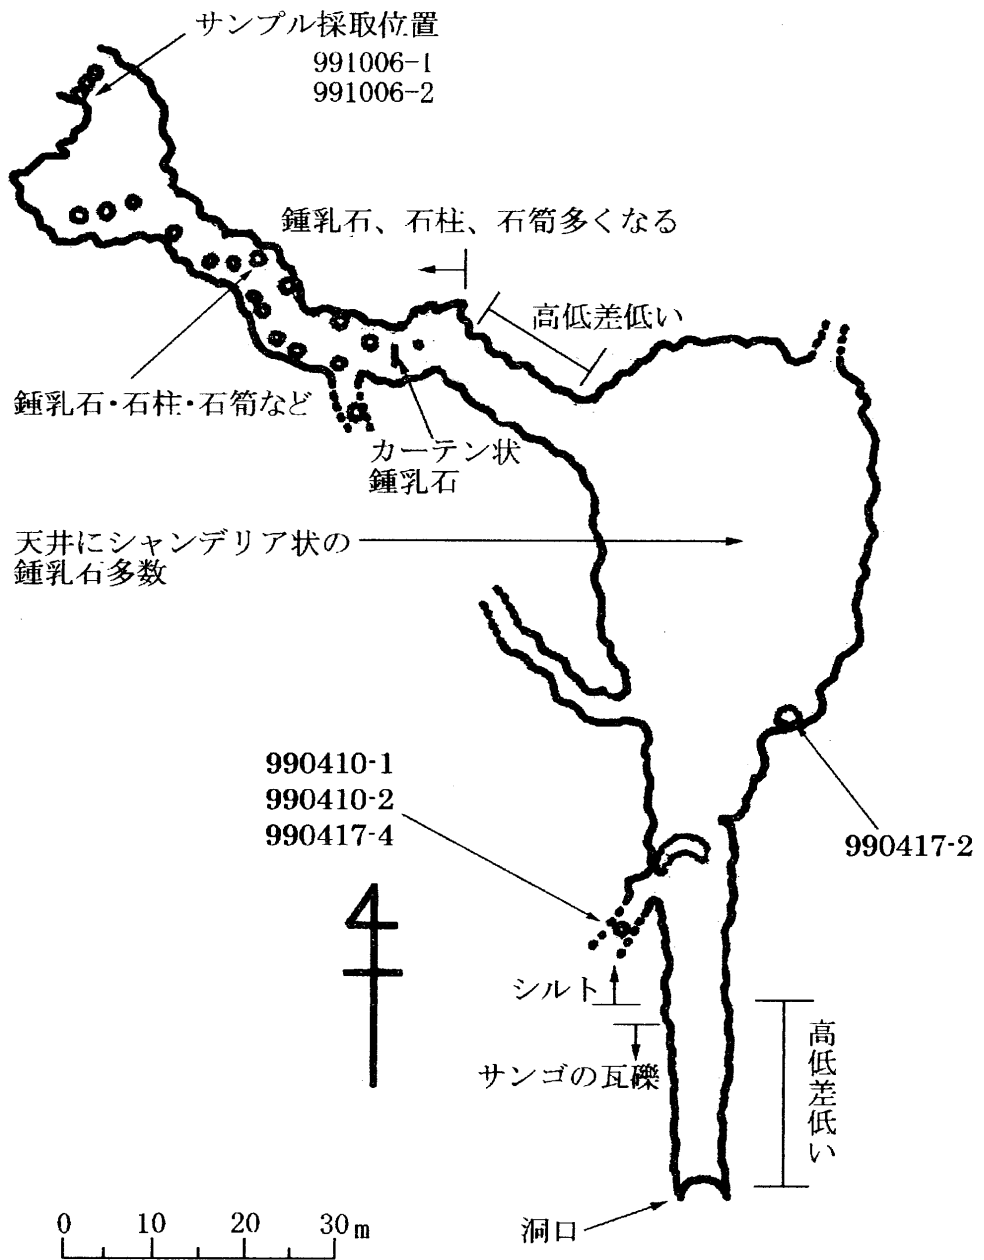 サンプル採取位置
991006-1
991006-2
鍾乳石、石柱、石筍多くなる
高低差低い
鍾乳石・石柱・石筍など
カーテン状
鍾乳石
天井にシャンデリア状の
鍾乳石多数
990410-1
990410-2
990417-4
990417-2
シルト
サンゴの瓦礫
高低差低い
洞口
0 10 20 30m